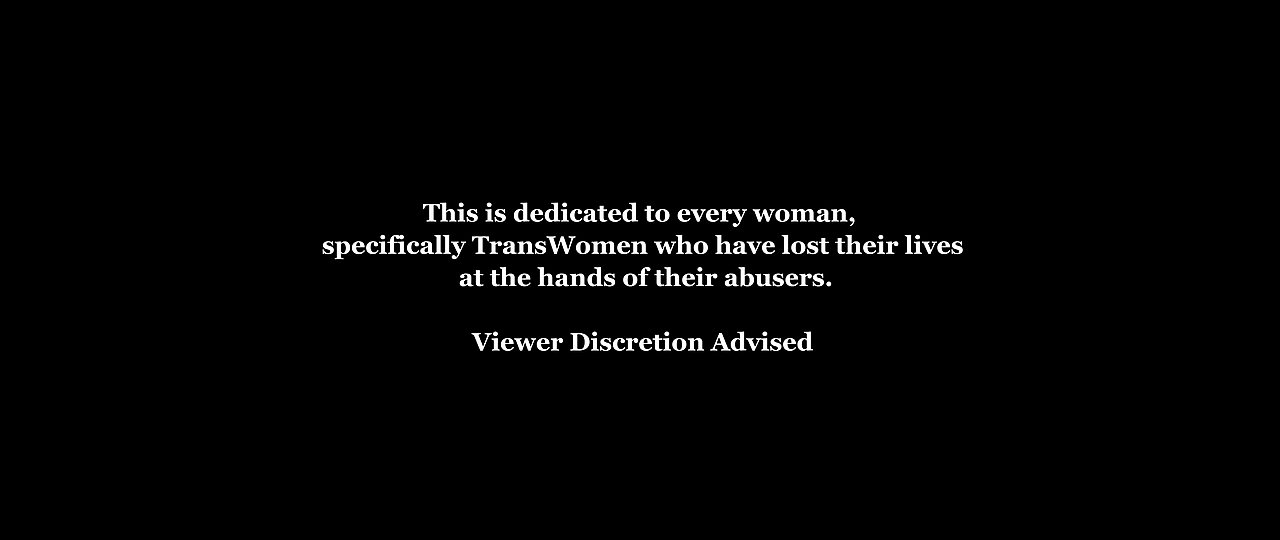 This is dedicated to every woman,
specifically TransWomen who have lost their lives
at the hands of their abusers.
Viewer Discretion Advised